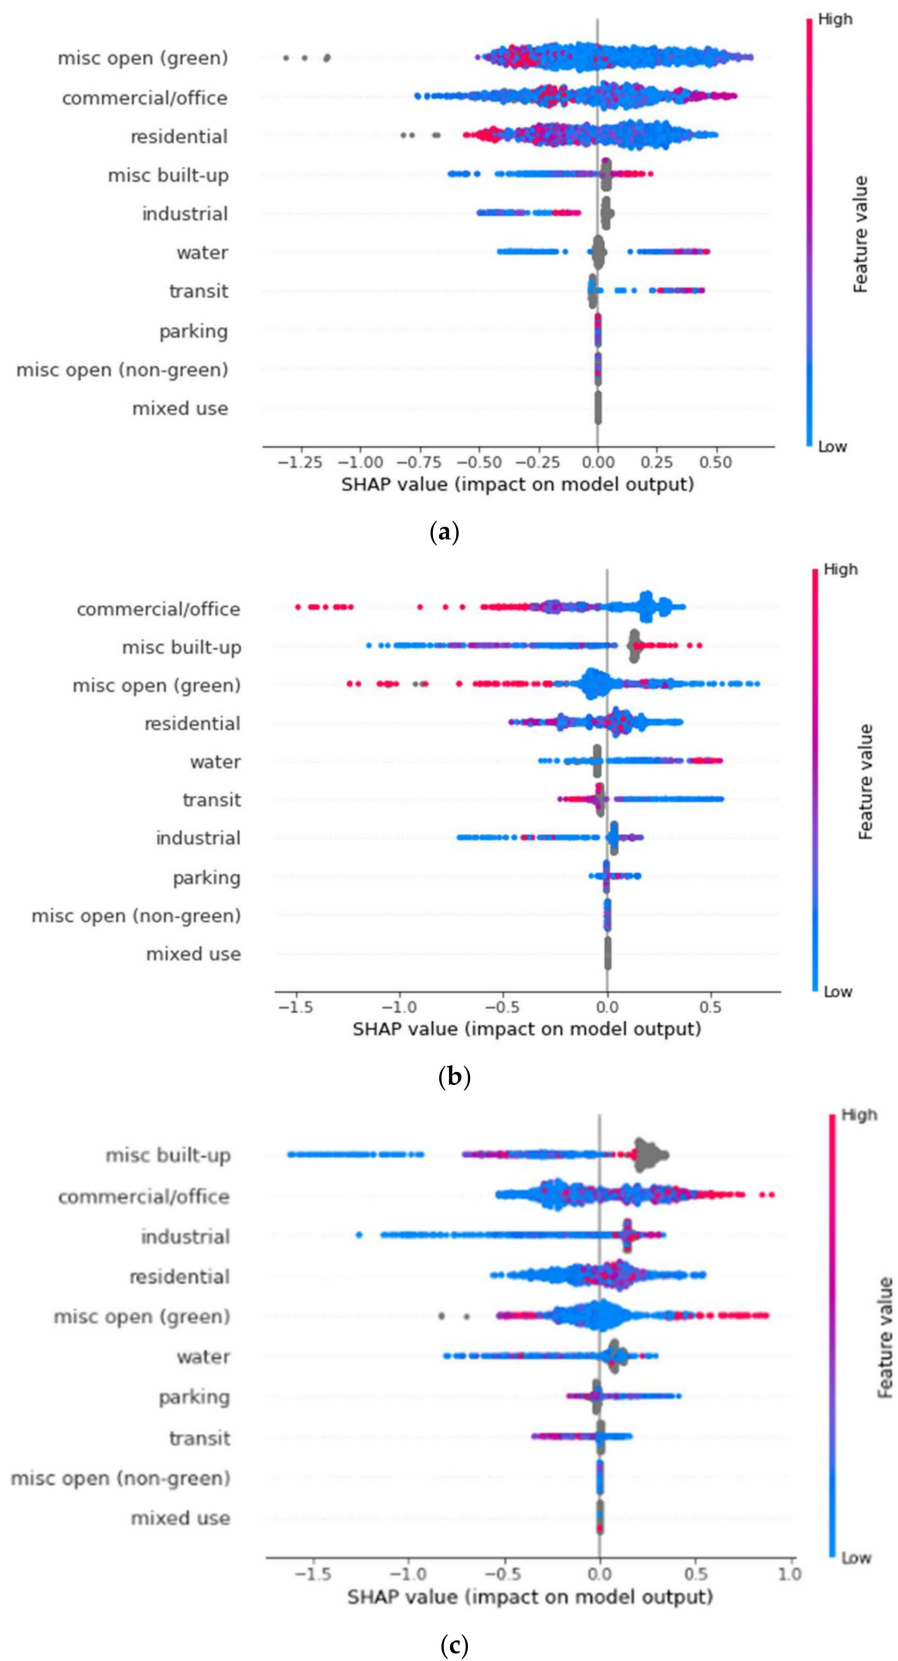 High
misc open (green)
commercial/office
residential
misc built-up
industrial
water
transit
parking
misc open (non-green)
mixed use
Feature value
Low
−1.25 −1.00 −0.75 −0.50 −0.25 0.00 0.25 0.50
SHAP value (impact on model output)
(a)
High
commercial/office
misc built-up
misc open (green)
residential
water
transit
industrial
parking
misc open (non-green)
mixed use
Feature value
Low
−1.5 −1.0 −0.5 0.0 0.5
SHAP value (impact on model output)
(b)
High
misc built-up
commercial/office
industrial
residential
misc open (green)
water
parking
transit
misc open (non-green)
mixed use
Feature value
Low
−1.5 −1.0 −0.5 0.0 0.5 1.0
SHAP value (impact on model output)
(c)